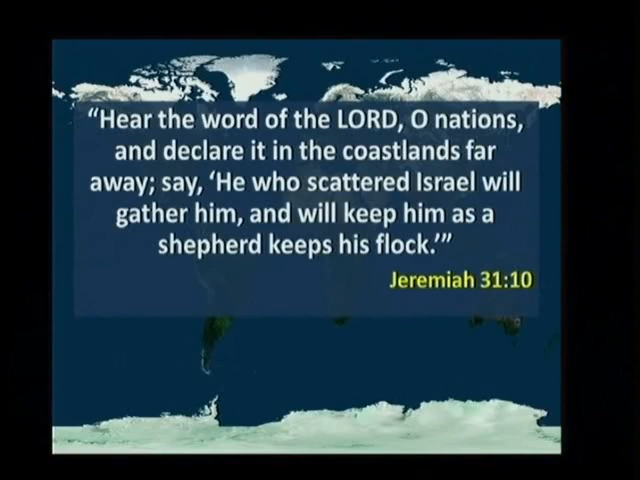 “Hear the word of the LORD, O nations,
and declare it in the coastlands far
away; say, ‘He who scattered Israel will
gather him, and will keep him as a
shepherd keeps his flock.’”
Jeremiah 31:10